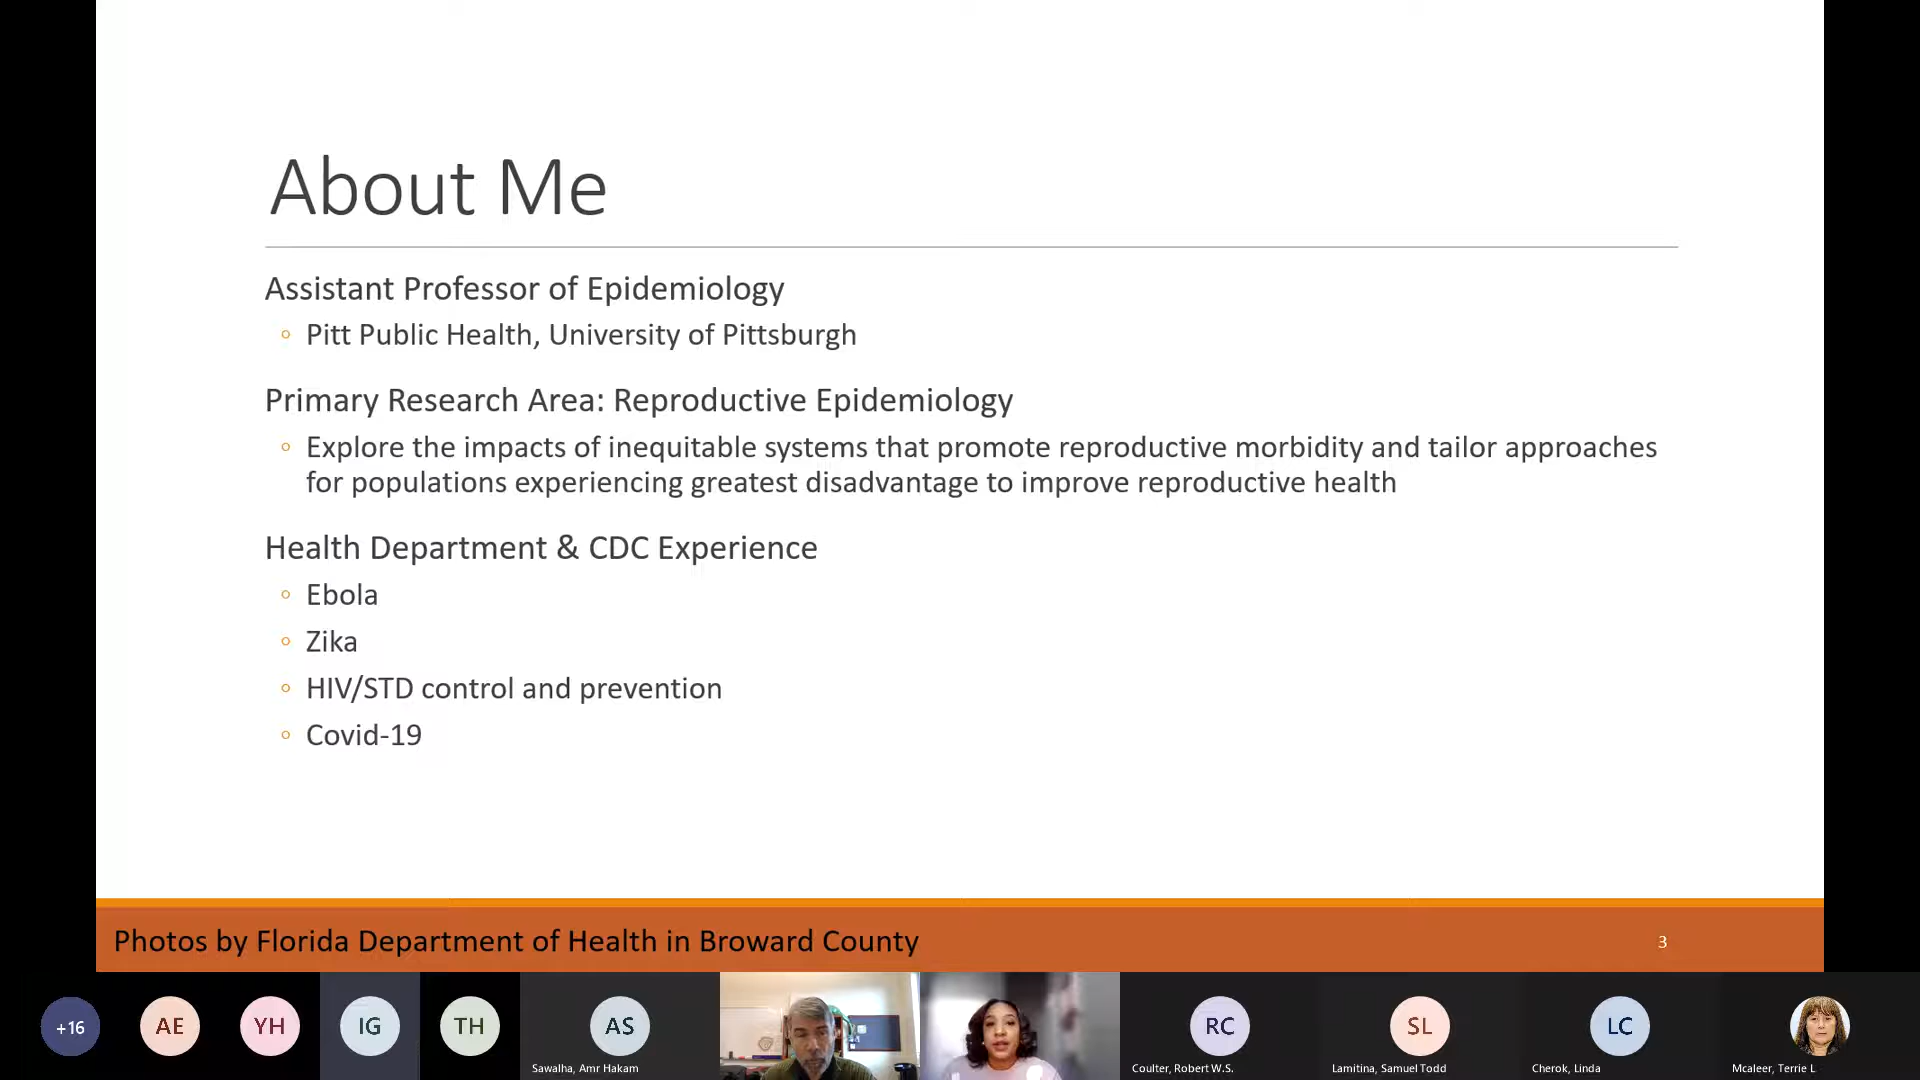 About Me
Assistant Professor of Epidemiology
Pitt Public Health, University of Pittsburgh
Primary Research Area: Reproductive Epidemiology
Explore the impacts of inequitable systems that promote reproductive morbidity and tailor approaches
for populations experiencing greatest disadvantage to improve reproductive health
Health Department & CDC Experience
Ebola
Zika
HIV/STD control and prevention
Covid-19
Photos by Florida Department of Health in Broward County
3
+16
AE
YH
IG
TH
AS
Sawalha, Amr Hakam
RC
Coulter, Robert W.S.
SL
Lamitina, Samuel Todd
LC
Cherok, Linda
Mcaleer, Terrie L